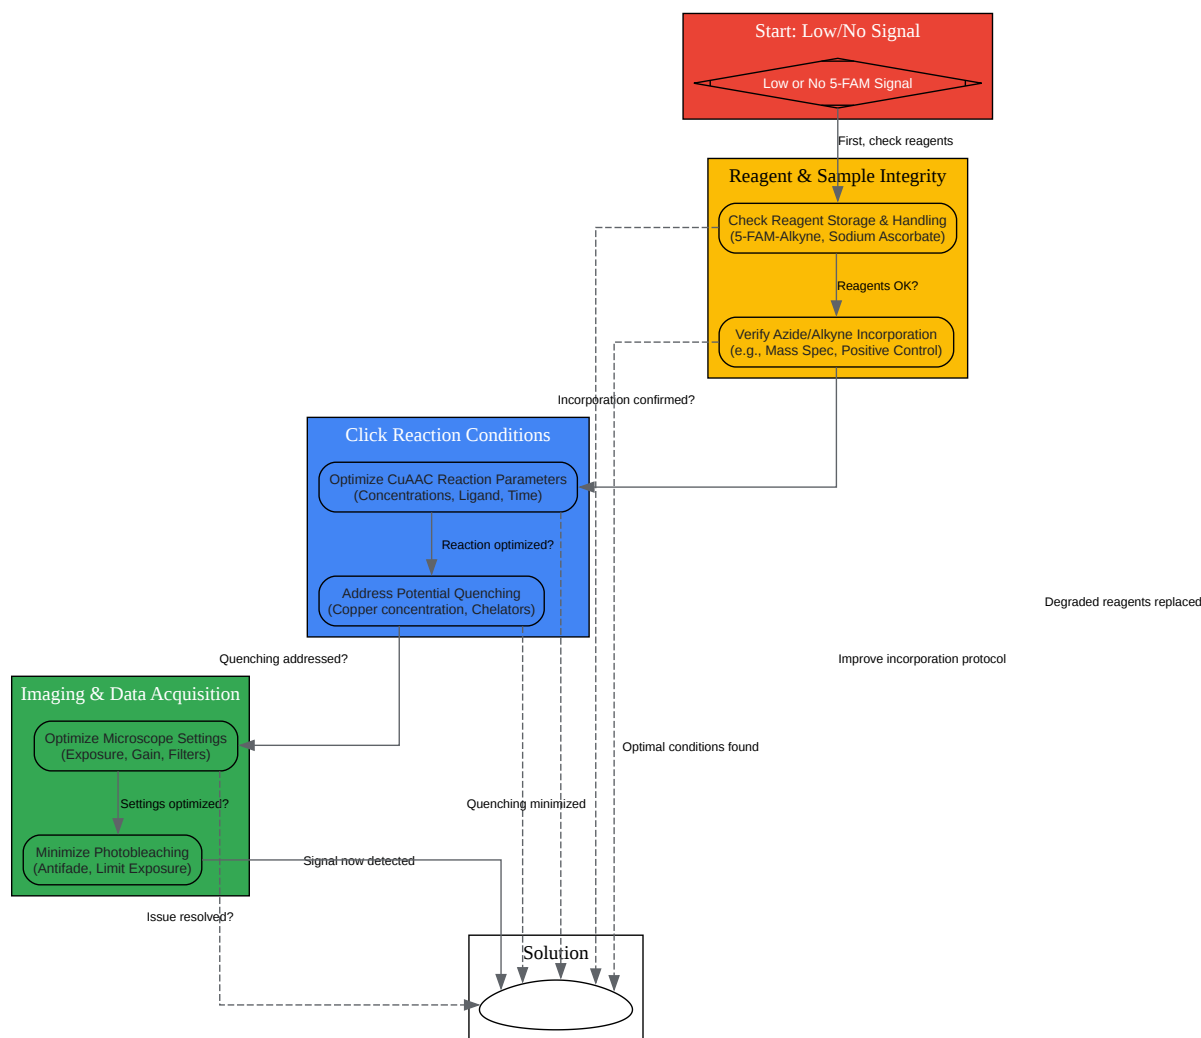 Start: Low/No Signal
Low or No 5-FAM Signal
First, check reagents
Reagent & Sample Integrity
Check Reagent Storage & Handling
(5-FAM-Alkyne, Sodium Ascorbate)
Reagents OK?
Verify Azide/Alkyne Incorporation
(e.g., Mass Spec, Positive Control)
Incorporation confirmed?
Click Reaction Conditions
Optimize CuAAC Reaction Parameters
(Concentrations, Ligand, Time)
Reaction optimized?
Address Potential Quenching
(Copper concentration, Chelators)
Degraded reagents replaced
Quenching addressed?
Improve incorporation protocol
Imaging & Data Acquisition
Optimize Microscope Settings
(Exposure, Gain, Filters)
Optimal conditions found
Settings optimized?
Quenching minimized
Minimize Photobleaching
(Antifade, Limit Exposure)
Signal now detected
Issue resolved?
Solution